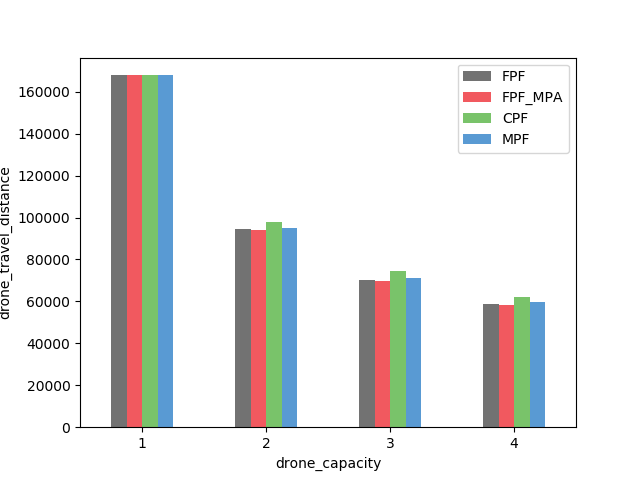 FPF
FPF_MPA
CPF
MPF
160000
140000
120000
100000
80000
60000
40000
20000
0
drone_travel_distance
1 2 3 4
drone_capacity